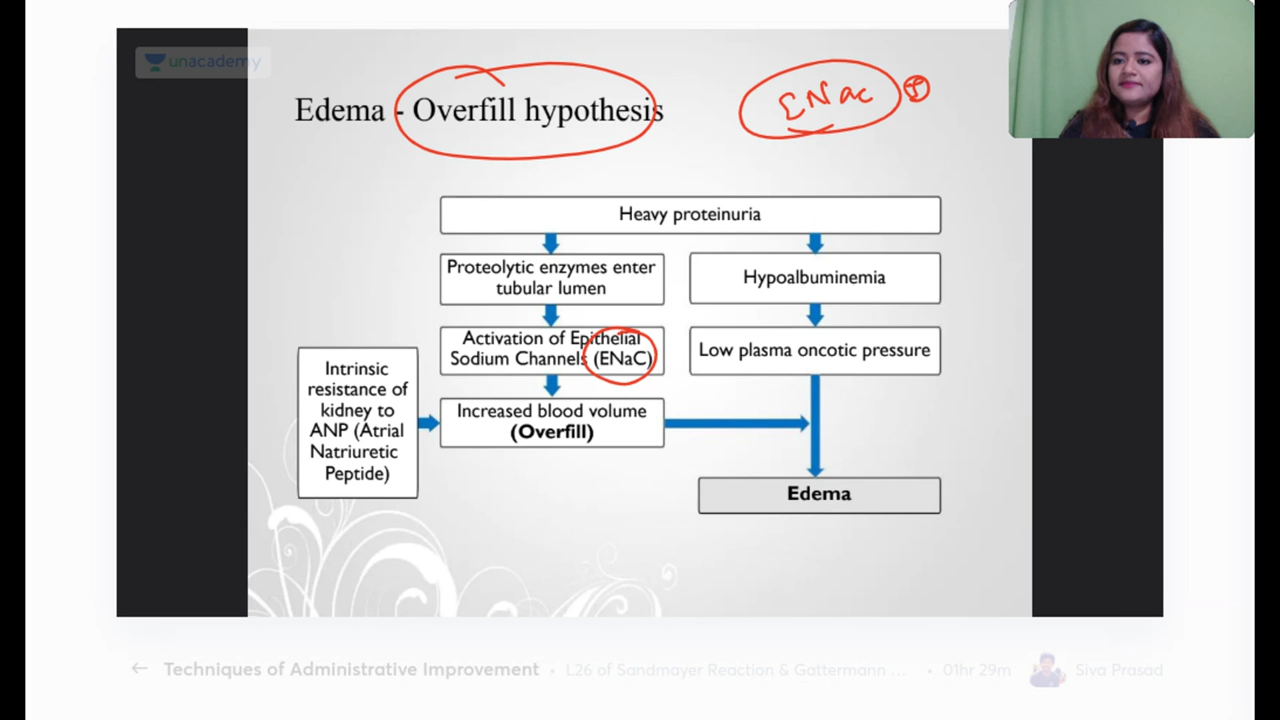 unacademy
Edema - Overfill hypothesis
ENac
Heavy proteinuria
Proteolytic enzymes enter
tubular lumen
Hypoalbuminemia
Activation of Epithelial
Sodium Channels (ENaC)
Low plasma oncotic pressure
Intrinsic
resistance of
kidney to
ANP (Atrial
Natriuretic
Peptide)
Increased blood volume
(Overfill)
Edema
Techniques of Administrative Improvement • L26 of Sandmayer Reaction & Gattermann ... • 01hr 29m Siva Prasad